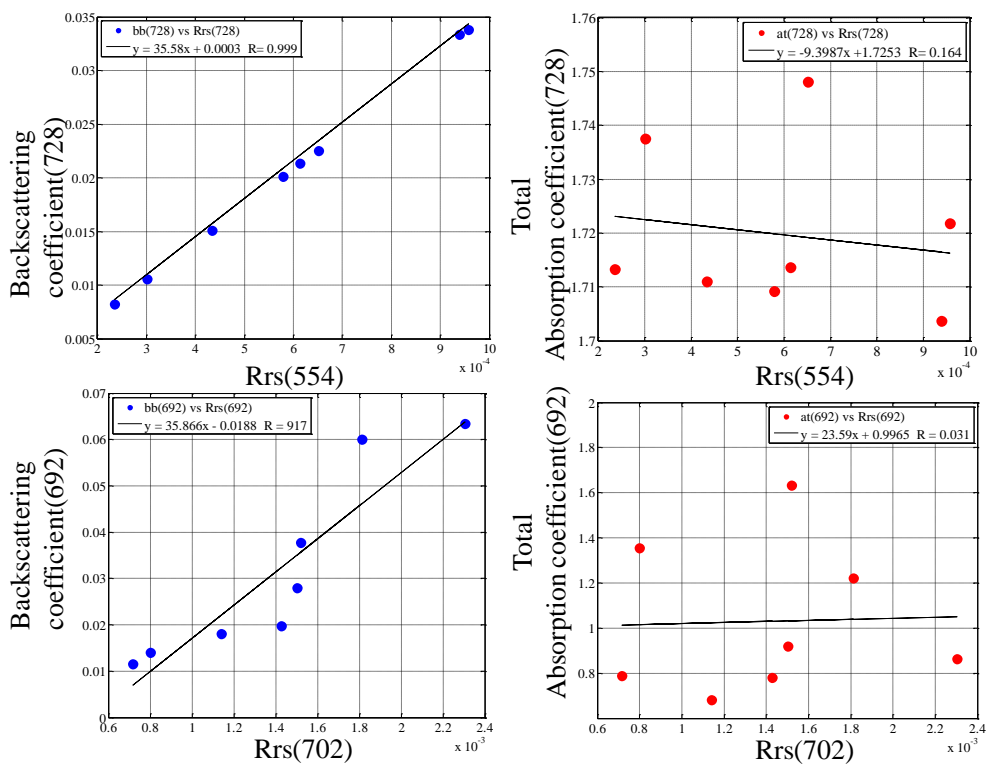 bb(728) vs Rrs(728)
y = 35.58x + 0.0003 R= 0.999
0.035
0.03
0.025
0.02
0.015
0.01
0.005
2 3 4 5 6 7 8 9 10
x 10-4
Rrs(554)
Backscattering
coefficient(728)
at(728) vs Rrs(728)
y = -9.3987x +1.7253 R= 0.164
1.76
1.75
1.74
1.73
1.72
1.71
1.7
2 3 4 5 6 7 8 9 10
x 10-4
Rrs(554)
Total
Absorption coefficient(728)
bb(692) vs Rrs(692)
y = 35.866x - 0.0188 R = 917
0.07
0.06
0.05
0.04
0.03
0.02
0.01
0
0.6 0.8 1 1.2 1.4 1.6 1.8 2 2.2 2.4
x 10-3
Rrs(702)
Backscattering
coefficient(692)
at(692) vs Rrs(692)
y = 23.59x + 0.9965 R = 0.031
2
1.8
1.6
1.4
1.2
1
0.8
0.6 0.8 1 1.2 1.4 1.6 1.8 2 2.2 2.4
x 10-3
Rrs(702)
Total
Absorption coefficient(692)